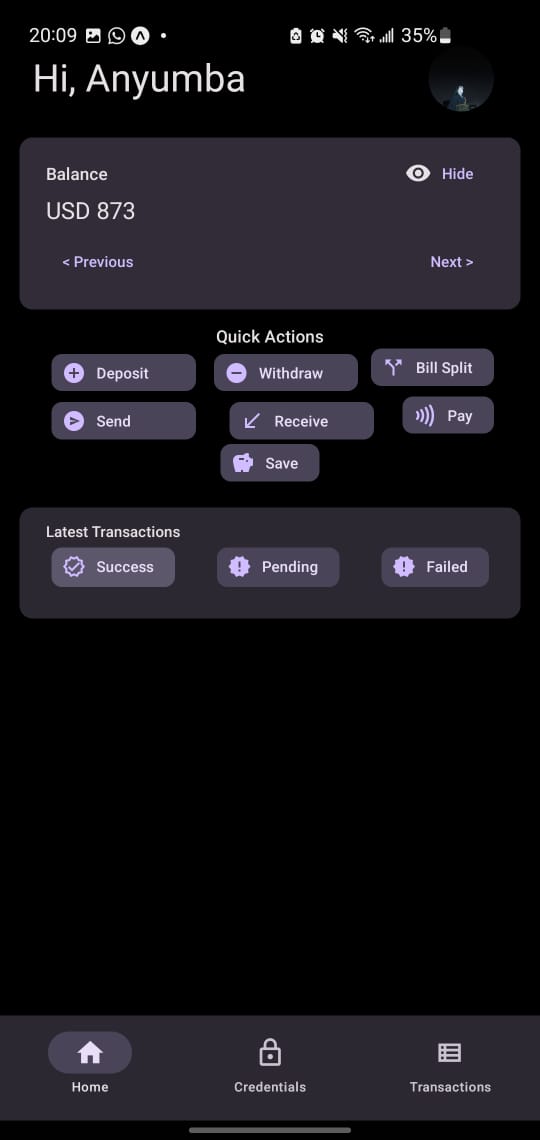 20:09 35%
Hi, Anyumba
Balance Hide
USD 873
< Previous Next >
Quick Actions
Deposit Withdraw Bill Split
Send Receive Pay
Save
Latest Transactions
Success Pending Failed
Home Credentials Transactions